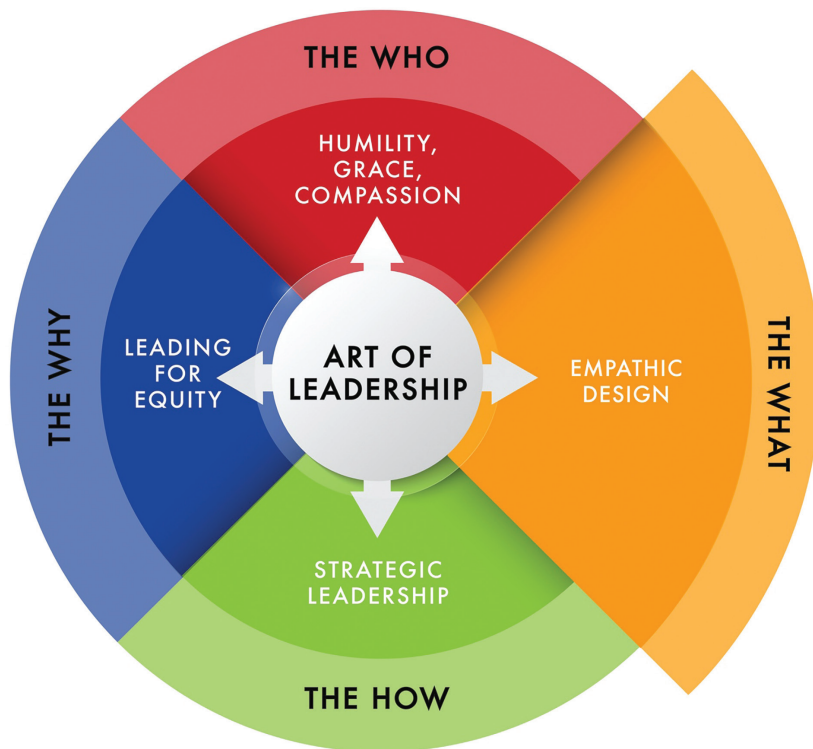 THE WHO
HUMILITY,
GRACE,
COMPASSION
THE WHY
LEADING
FOR
EQUITY
ART OF
LEADERSHIP
EMPATHIC
DESIGN
THE WHAT
STRATEGIC
LEADERSHIP
THE HOW